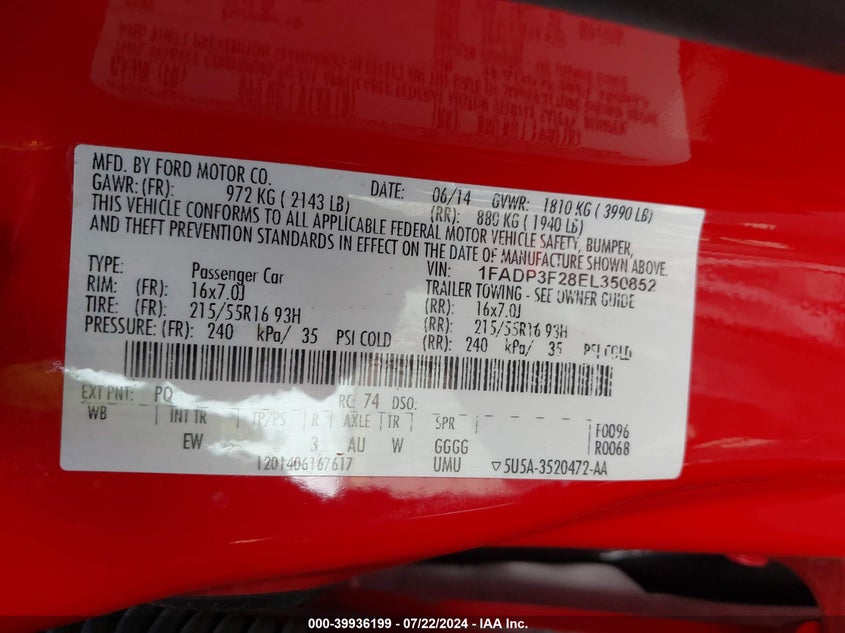 MFD. BY FORD MOTOR CO. DATE: 06/14 GVWR: 1810 KG ( 3990 LB)
GAWR: (FR): 972 KG ( 2143 LB) (RR): 880 KG ( 1940 LB)
THIS VEHICLE CONFORMS TO ALL APPLICABLE FEDERAL MOTOR VEHICLE SAFETY, BUMPER,
AND THEFT PREVENTION STANDARDS IN EFFECT ON THE DATE OF MANUFACTURE SHOWN ABOVE.
VIN: 1FADP3F28EL350852
TYPE: Passenger Car TRAILER TOWING - SEE OWNER GUIDE
RIM: (FR): 16x7.0J (RR): 16x7.0J
TIRE: (FR): 215/55R16 93H (RR): 215/55R16 93H
PRESSURE: (FR): 240 kPa/ 35 PSI COLD (RR): 240 kPa/ 35 PSI COLD
EXT PNT: PQ RC: 74 DSO:
WB INT TR TP/PS R AXLE TR SPR F0096
EW 3 AU W GGGG R0068
1201406167617 UMU ▽5U5A-3520472-AA
000-39936199 - 07/22/2024 - IAA Inc.